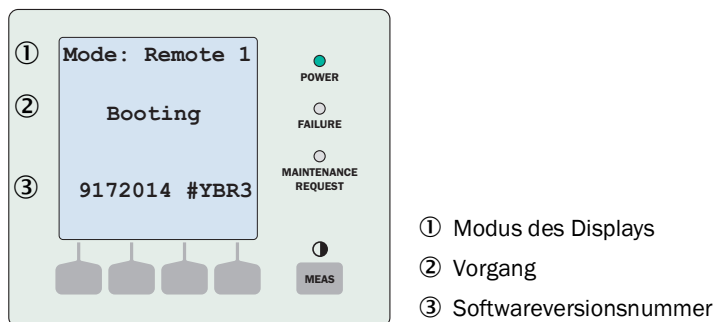 ① Mode: Remote 1
POWER
② Booting
FAILURE
MAINTENANCE
REQUEST
③ 9172014 #YBR3
MEAS
① Modus des Displays
② Vorgang
③ Softwareversionsnummer